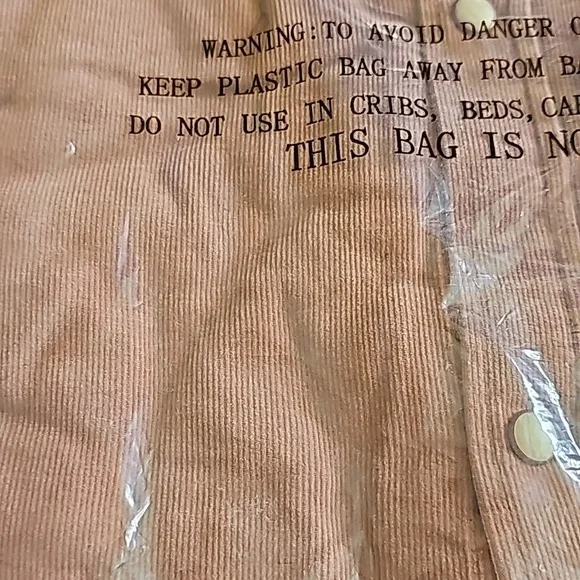 WARNING: TO AVOID DANGER
KEEP PLASTIC BAG AWAY FROM
DO NOT USE IN CRIBS, BEDS,
THIS BAG IS